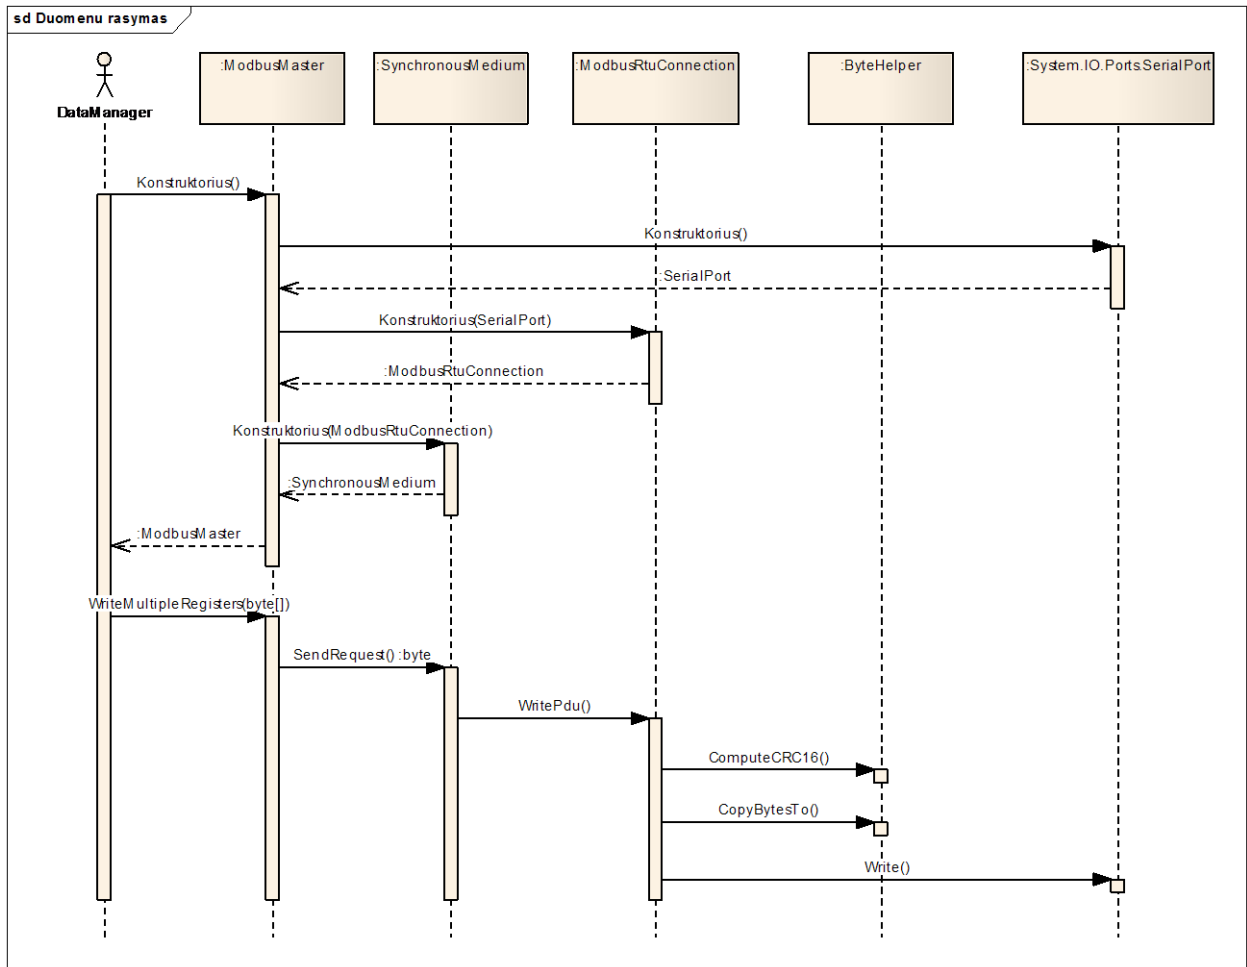 sd Duomenu rasymas
DataManager
:ModbusMaster
:SynchronousMedium
:ModbusRtuConnection
:ByteHelper
:System.IO.Ports.SerialPort
Konstruktorius()
Konstruktorius()
:SerialPort
Konstruktorius(SerialPort)
:ModbusRtuConnection
Konstruktorius(ModbusRtuConnection)
:SynchronousMedium
:ModbusMaster
WriteMultipleRegisters(byte[])
SendRequest() :byte
WritePdu()
ComputeCRC16()
CopyBytesTo()
Write()